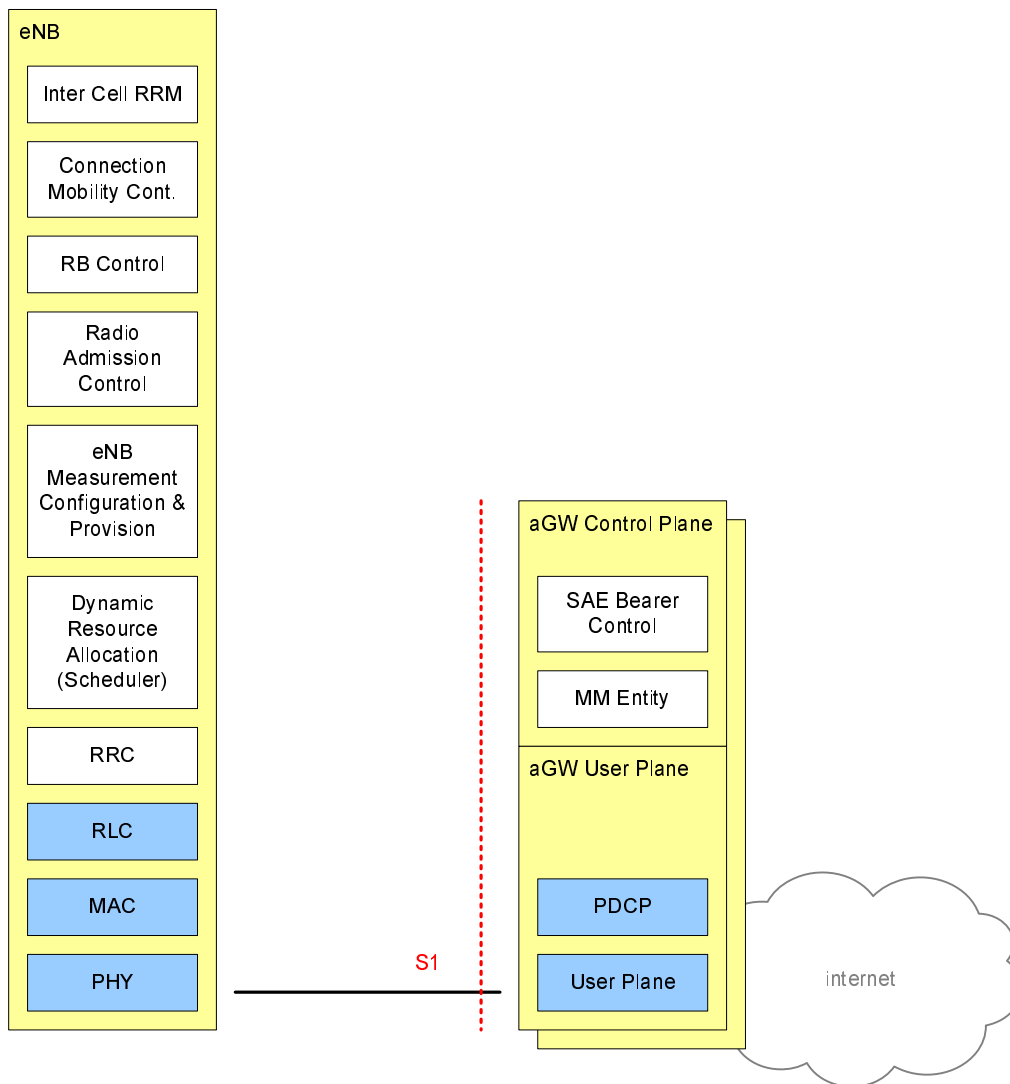 eNB
Inter Cell RRM
Connection
Mobility Cont.
RB Control
Radio
Admission
Control
eNB
Measurement
Configuration &
Provision
Dynamic
Resource
Allocation
(Scheduler)
RRC
RLC
MAC
PHY
S1
aGW Control Plane
SAE Bearer
Control
MM Entity
aGW User Plane
PDCP
User Plane
internet